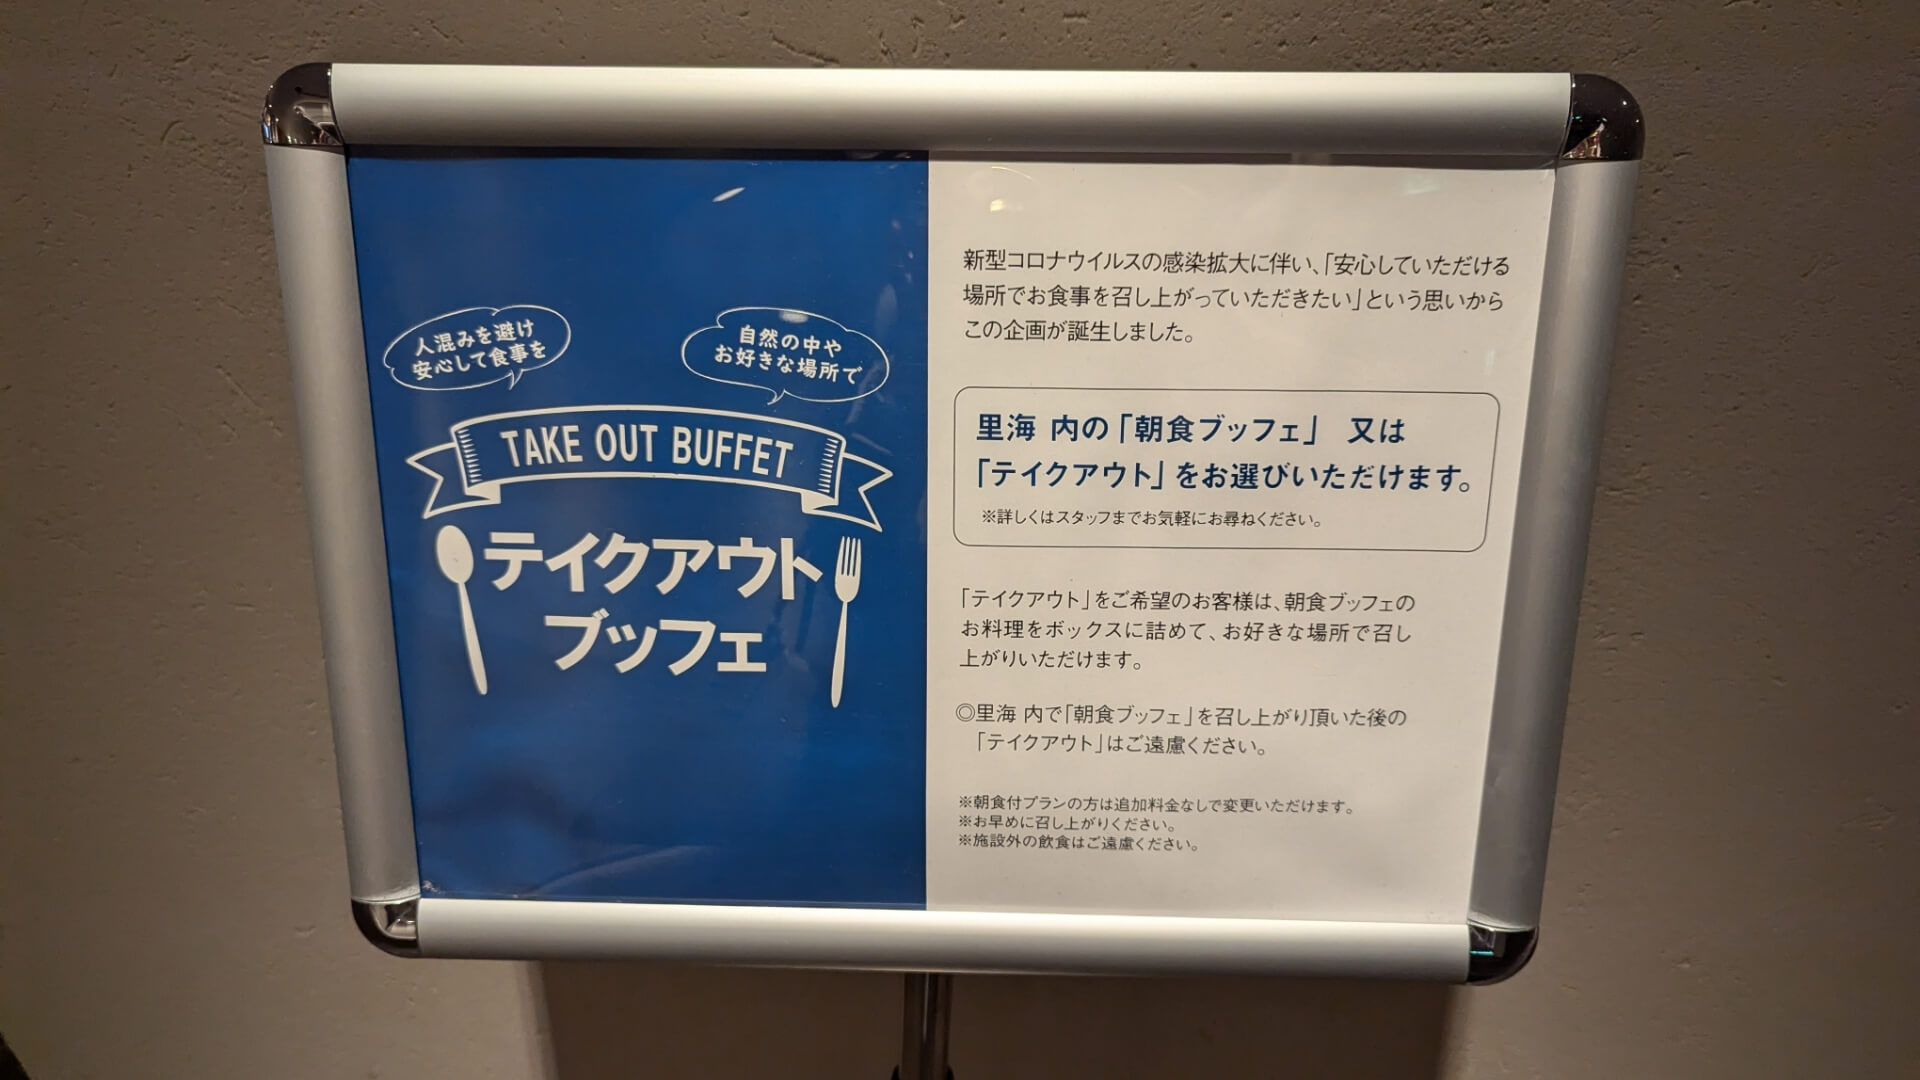 人混みを避け
安心して食事を
自然の中や
お好きな場所で
TAKE OUT BUFFET
テイクアウト
ブッフェ
新型コロナウイルスの感染拡大に伴い、「安心していただける
場所でお食事を召し上がっていただきたい」という思いから
この企画が誕生しました。
里海 内の「朝食ブッフェ」 又は
「テイクアウト」をお選びいただけます。
※詳しくはスタッフまでお気軽にお尋ねください。
「テイクアウト」をご希望のお客様は、朝食ブッフェの
お料理をボックスに詰めて、お好きな場所で召し
上がりいただけます。
◎里海 内で「朝食ブッフェ」を召し上がり頂いた後の
「テイクアウト」はご遠慮ください。
※朝食付プランの方は追加料金なしで変更いただけます。
※お早めに召し上がりください。
※施設外の飲食はご遠慮ください。